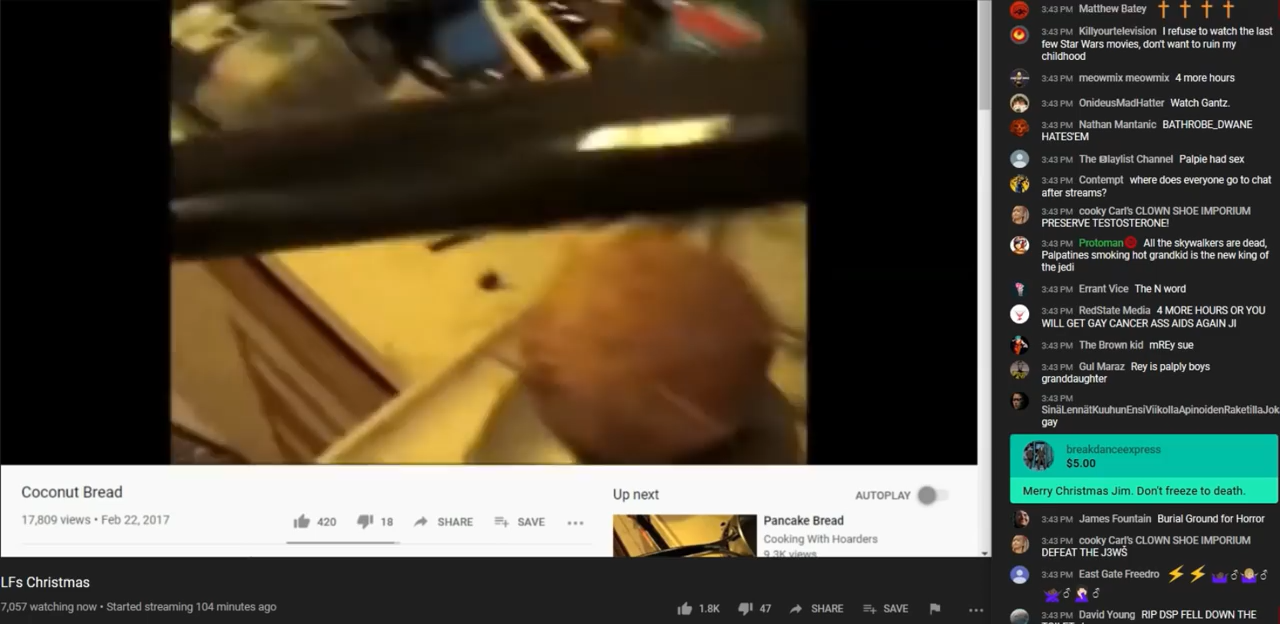 Coconut Bread
17,809 views • Feb 22, 2017
420
18
SHARE
SAVE
Up next
AUTOPLAY
Pancake Bread
Cooking With Hoarders
9.3K views
LFs Christmas
7,057 watching now • Started streaming 104 minutes ago
1.8K
47
SHARE
SAVE
3:43 PM Matthew Batey
3:43 PM Killyourtelevision I refuse to watch the last
few Star Wars movies, don't want to ruin my
childhood
3:43 PM meowmix meowmix 4 more hours
3:43 PM OnideusMadHatter Watch Gantz.
3:43 PM Nathan Mantanic BATHROBE_DWANE
HATES'EM
3:43 PM The 🅱laylist Channel Palpie had sex
3:43 PM Contempt where does everyone go to chat
after streams?
3:43 PM cooky Carl's CLOWN SHOE IMPORIUM
PRESERVE TESTOSTERONE!
3:43 PM Protoman All the skywalkers are dead,
Palpatines smoking hot grandkid is the new king of
the jedi
3:43 PM Errant Vice The N word
3:43 PM RedState Media 4 MORE HOURS OR YOU
WILL GET GAY CANCER ASS AIDS AGAIN JI
3:43 PM The Brown kid mREy sue
3:43 PM Gul Maraz Rey is palply boys
granddaughter
3:43 PM
SinäLennätKuuhunEnsiViikollaApinoidenRaketillaJok
gay
breakdanceexpress
$5.00
Merry Christmas Jim. Don't freeze to death.
3:43 PM James Fountain Burial Ground for Horror
3:43 PM cooky Carl's CLOWN SHOE IMPORIUM
DEFEAT THE J3WŠ
3:43 PM East Gate Freedro ⚡⚡
3:43 PM David Young RIP DSP FELL DOWN THE